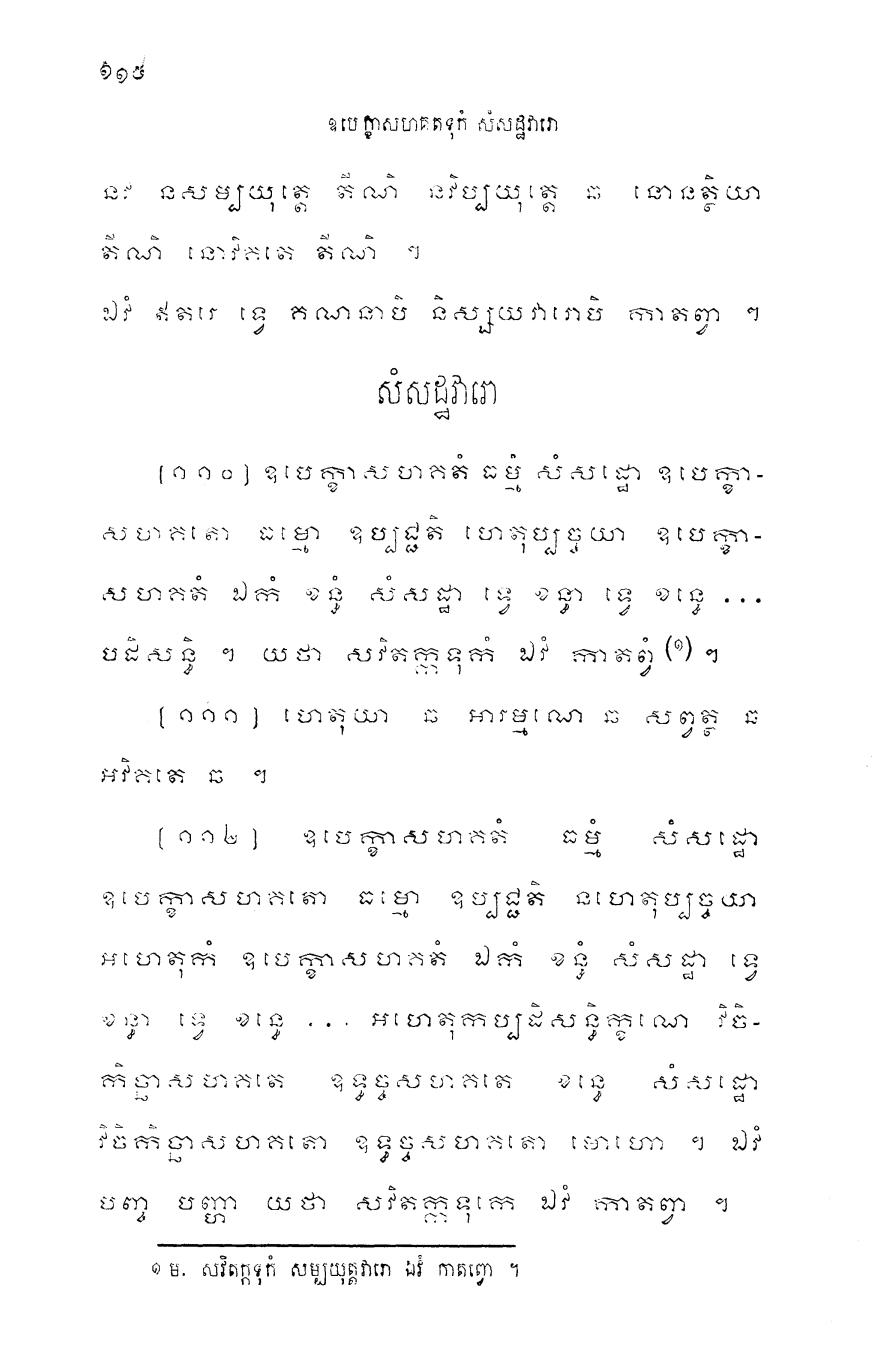 ១១៨
ឧបេក្ខាសហគតទុកំ សំសដ្ឋវារោ
នវ នសម្បយុត្តេ តីណិ នវិប្បយុត្តេ ឆ នោនត្ថិយា
តីណិ នោវិគតេ តីណិ ។
ឯវំ ឥតរេ ទ្វេ គណនាបិ និស្សយវារោបិ កាតព្វា ។
សំសដ្ឋវារោ
[១១០] ឧបេក្ខាសហគតំ ធម្មំ សំសដ្ឋោ ឧបេក្ខា-
សហគតោ ធម្មោ ឧប្បជ្ជតិ ហេតុប្បច្ចយា ឧបេក្ខា-
សហគតំ ឯកំ ខន្ធំ សំសដ្ឋា ទ្វេ ខន្ធា ទ្វេ ខន្ធេ ...
បដិសន្ធិ ។ យថា សវិតក្កទុកំ ឯវំ កាតព្វំ (១) ។
[១១១] ហេតុយា ឆ អារម្មណេ ឆ សព្វត្ថ ឆ
អវិគតេ ឆ ។
[១១២] ឧបេក្ខាសហគតំ ធម្មំ សំសដ្ឋោ
ឧបេក្ខាសហគតោ ធម្មោ ឧប្បជ្ជតិ នហេតុប្បច្ចយា
អហេតុកំ ឧបេក្ខាសហគតំ ឯកំ ខន្ធំ សំសដ្ឋា ទ្វេ
ខន្ធា ទ្វេ ខន្ធេ ... អហេតុកប្បដិសន្ធិក្ខណេ វិចិ-
កិច្ឆាសហគតេ ឧទ្ធច្ចសហគតេ ខន្ធេ សំសដ្ឋោ
វិចិកិច្ឆាសហគតោ ឧទ្ធច្ចសហគតោ មោហោ ។ ឯវំ
បញ្ច បញ្ហា យថា សវិតក្កទុកេ ឯវំ កាតព្វា ។
១ ម. សវិតក្កទុកំ សម្បយុត្តវារោ ឯវំ កាតព្វោ ។